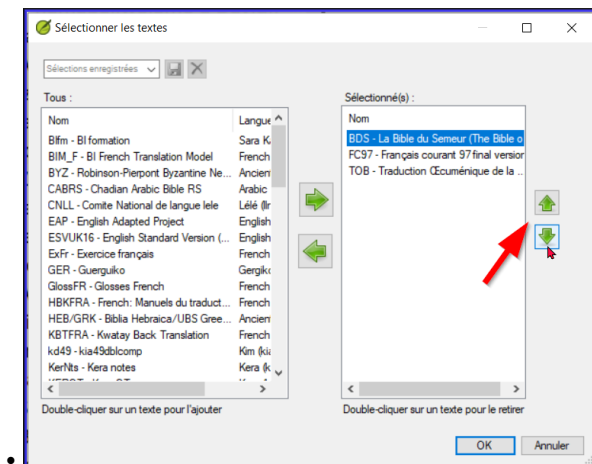 Sélectionner les textes
Sélections enregistrées
Tous :
Nom Langue
Blfm - BI formation Sara K
BIM_F - BI French Translation Model French
BYZ - Robinson-Pierpont Byzantine Ne... Ancien
CABRS - Chadian Arabic Bible RS Arabic
CNLL - Comite National de langue lele Lélé (Ir
EAP - English Adapted Project English
ESVUK16 - English Standard Version (... English
ExFr - Exercice français French
GER - Guerguiko Gergiko
GlossFR - Glosses French French
HBKFRA - French: Manuels du traduct... French
HEB/GRK - Biblia Hebraica/UBS Gree... Ancien
KBTFRA - Kwatay Back Translation French
kd49 - kia49dblcomp Kim (kia
KerNts - Kera notes Kera (k
Double-cliquer sur un texte pour l'ajouter
Sélectionné(s) :
Nom
BDS - La Bible du Semeur (The Bible o
FC97 - Français courant 97 final version
TOB - Traduction Œcuménique de la ...
Double-cliquer sur un texte pour le retirer
OK Annuler